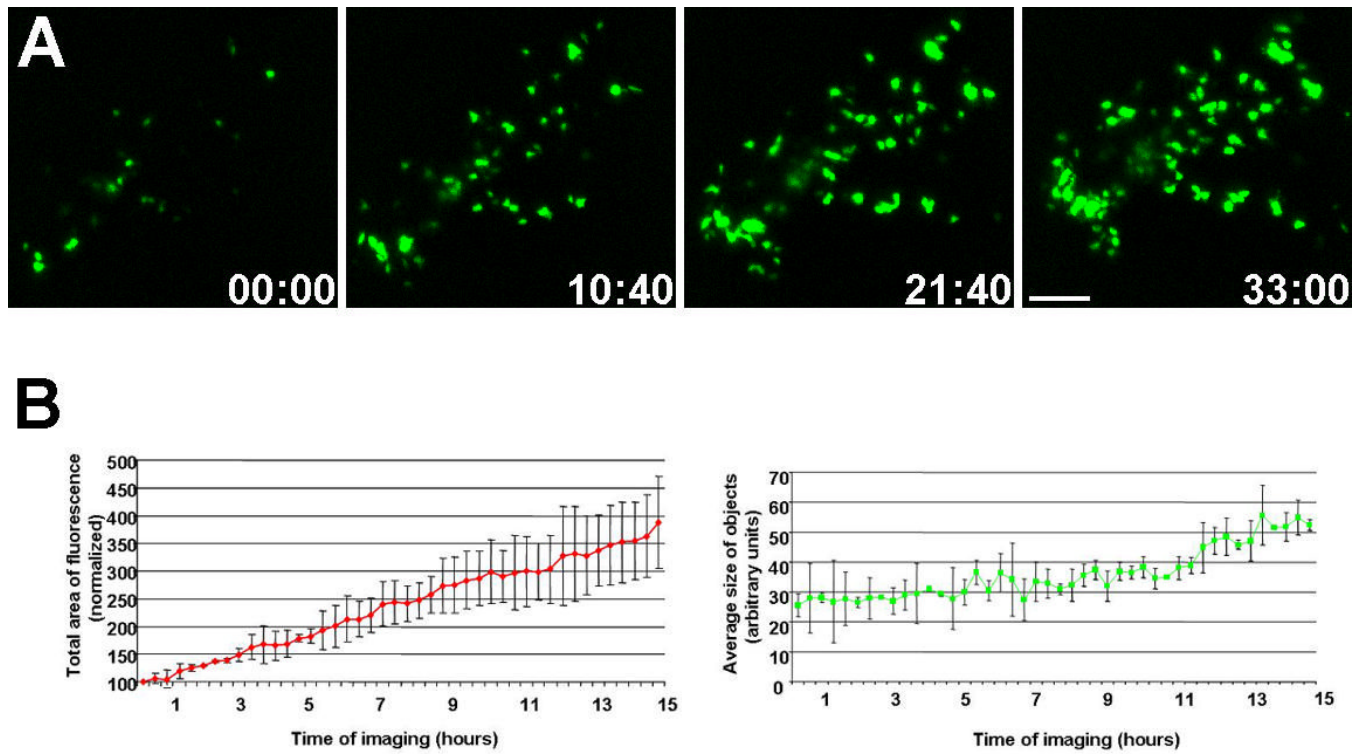 A
00:00
10:40
21:40
33:00
B
Total area of fluorescence
(normalized)
500
450
400
350
300
250
200
150
100
1 3 5 7 9 11 13 15
Time of imaging (hours)
Average size of objects
(arbitrary units)
70
60
50
40
30
20
10
0
1 3 5 7 9 11 13 15
Time of imaging (hours)